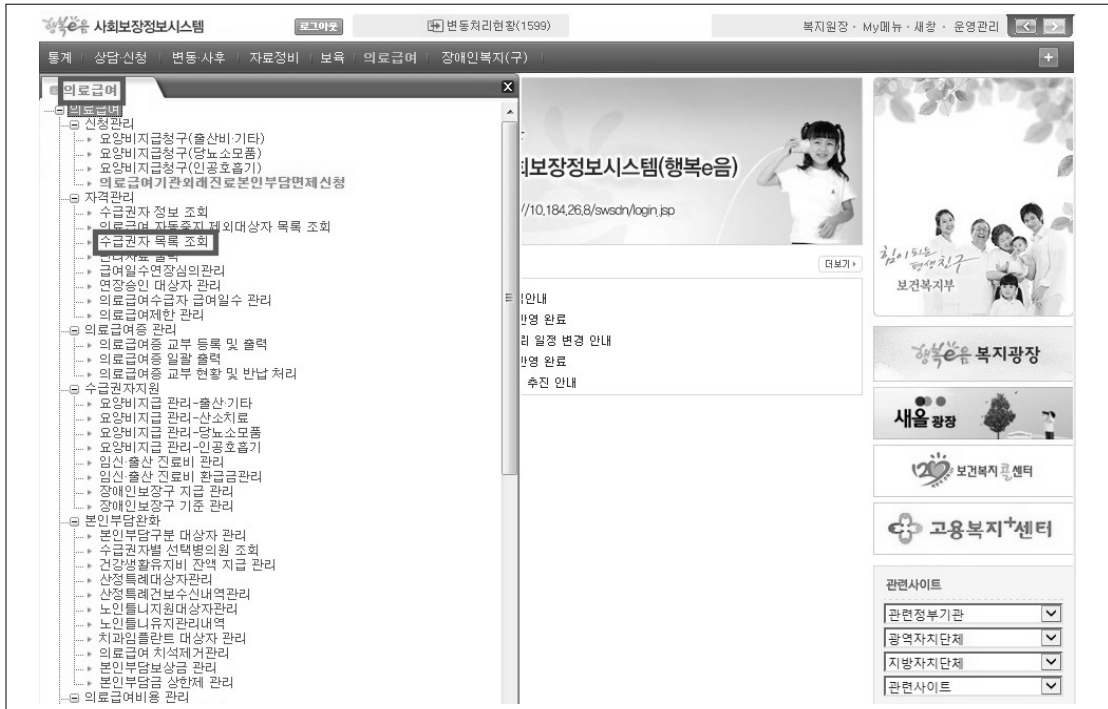 행복e음 사회보장정보시스템
로그아웃
변동처리현황(1599)
복지원장 · My메뉴 · 새창 · 운영관리
통계 상담·신청 변동·사후 자료정비 보육 의료급여 장애인복지(구)
의료급여
의료급여
신청관리
요양비지급청구(출산비·기타)
요양비지급청구(당뇨소모품)
요양비지급청구(인공호흡기)
의료급여기관외래진료본인부담면제신청
자격관리
수급권자 정보 조회
의료급여 자동중지 제외대상자 목록 조회
수급권자 목록 조회
관리자료 출력
급여일수연장심의관리
연장승인 대상자 관리
의료급여수급자 급여일수 관리
의료급여제한 관리
의료급여증 관리
의료급여증 교부 등록 및 출력
의료급여증 일괄 출력
의료급여증 교부 현황 및 반납 처리
수급권자지원
요양비지급 관리-출산·기타
요양비지급 관리-산소치료
요양비지급 관리-당뇨소모품
요양비지급 관리-인공호흡기
임신·출산 진료비 관리
임신·출산 진료비 환급금관리
장애인보장구 지급 관리
장애인보장구 기준 관리
본인부담완화
본인부담구분 대상자 관리
수급권자별 선택병의원 조회
건강생활유지비 잔액 지급 관리
산정특례대상자관리
산정특례건보수신내역관리
노인틀니지원대상자관리
노인틀니유지관리내역
치과임플란트 대상자 관리
의료급여 치석제거관리
본인부담보상금 관리
본인부담금 상한제 관리
의료급여비용 관리
회보장정보시스템(행복e음)
//10,184,26,8/swsdn/login.jsp
더보기
안내
반영 완료
리 일정 변경 안내
반영 완료
추진 안내
힘이 되는
평생친구
보건복지부
행복e음 복지광장
새올광장
129 보건복지콜센터
고용복지+센터
관련사이트
관련정부기관
광역자치단체
지방자치단체
관련사이트